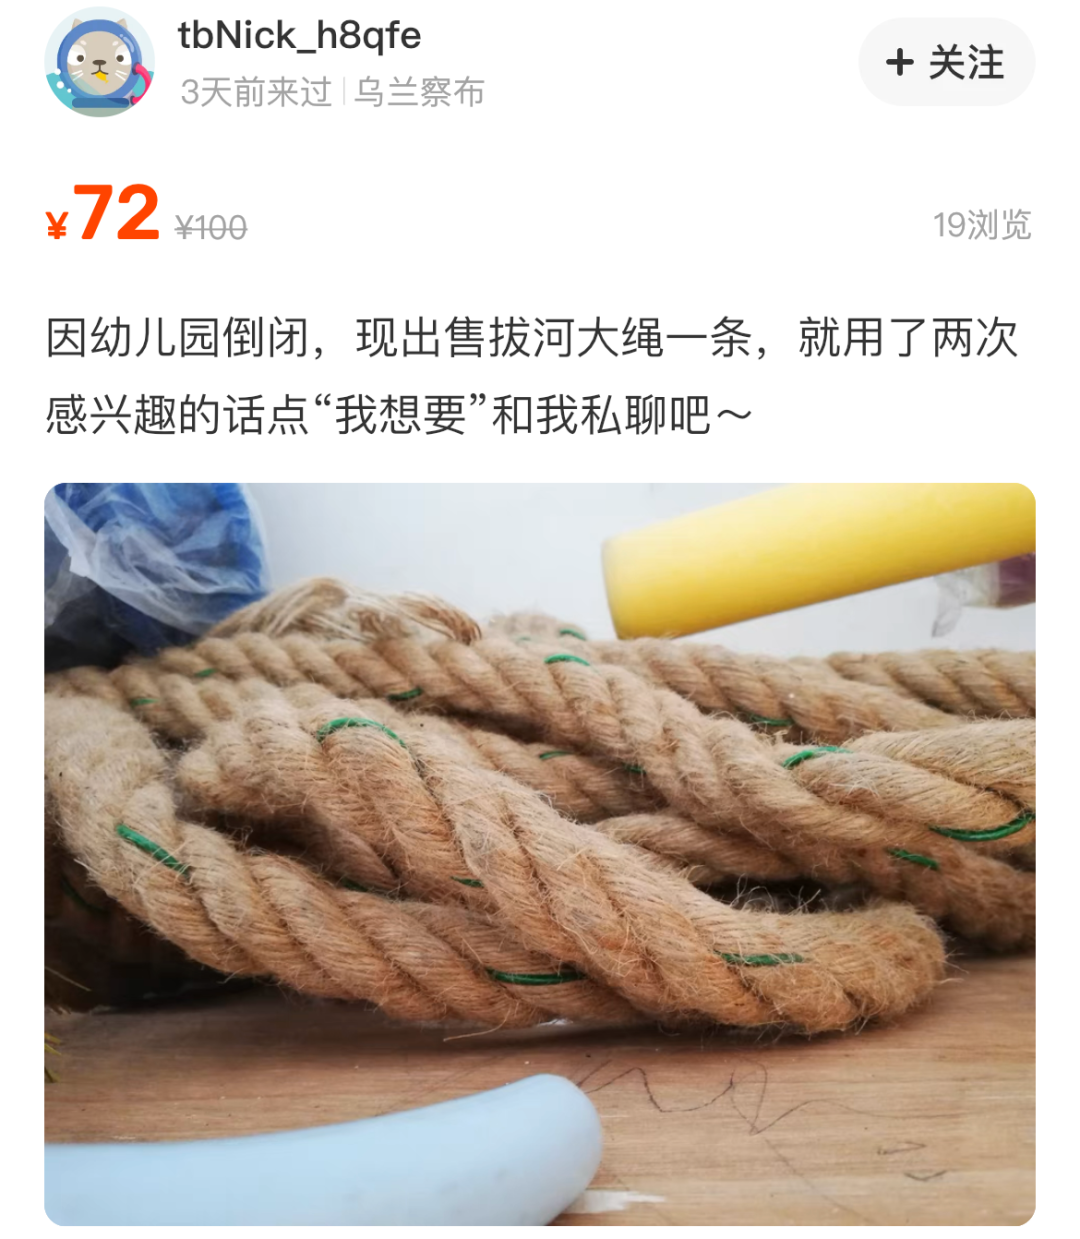 tbNick_h8qfe
3天前来过 | 乌兰察布
+ 关注
¥72 ¥100
19浏览
因幼儿园倒闭，现出售拔河大绳一条，就用了两次
感兴趣的话点“我想要”和我私聊吧～